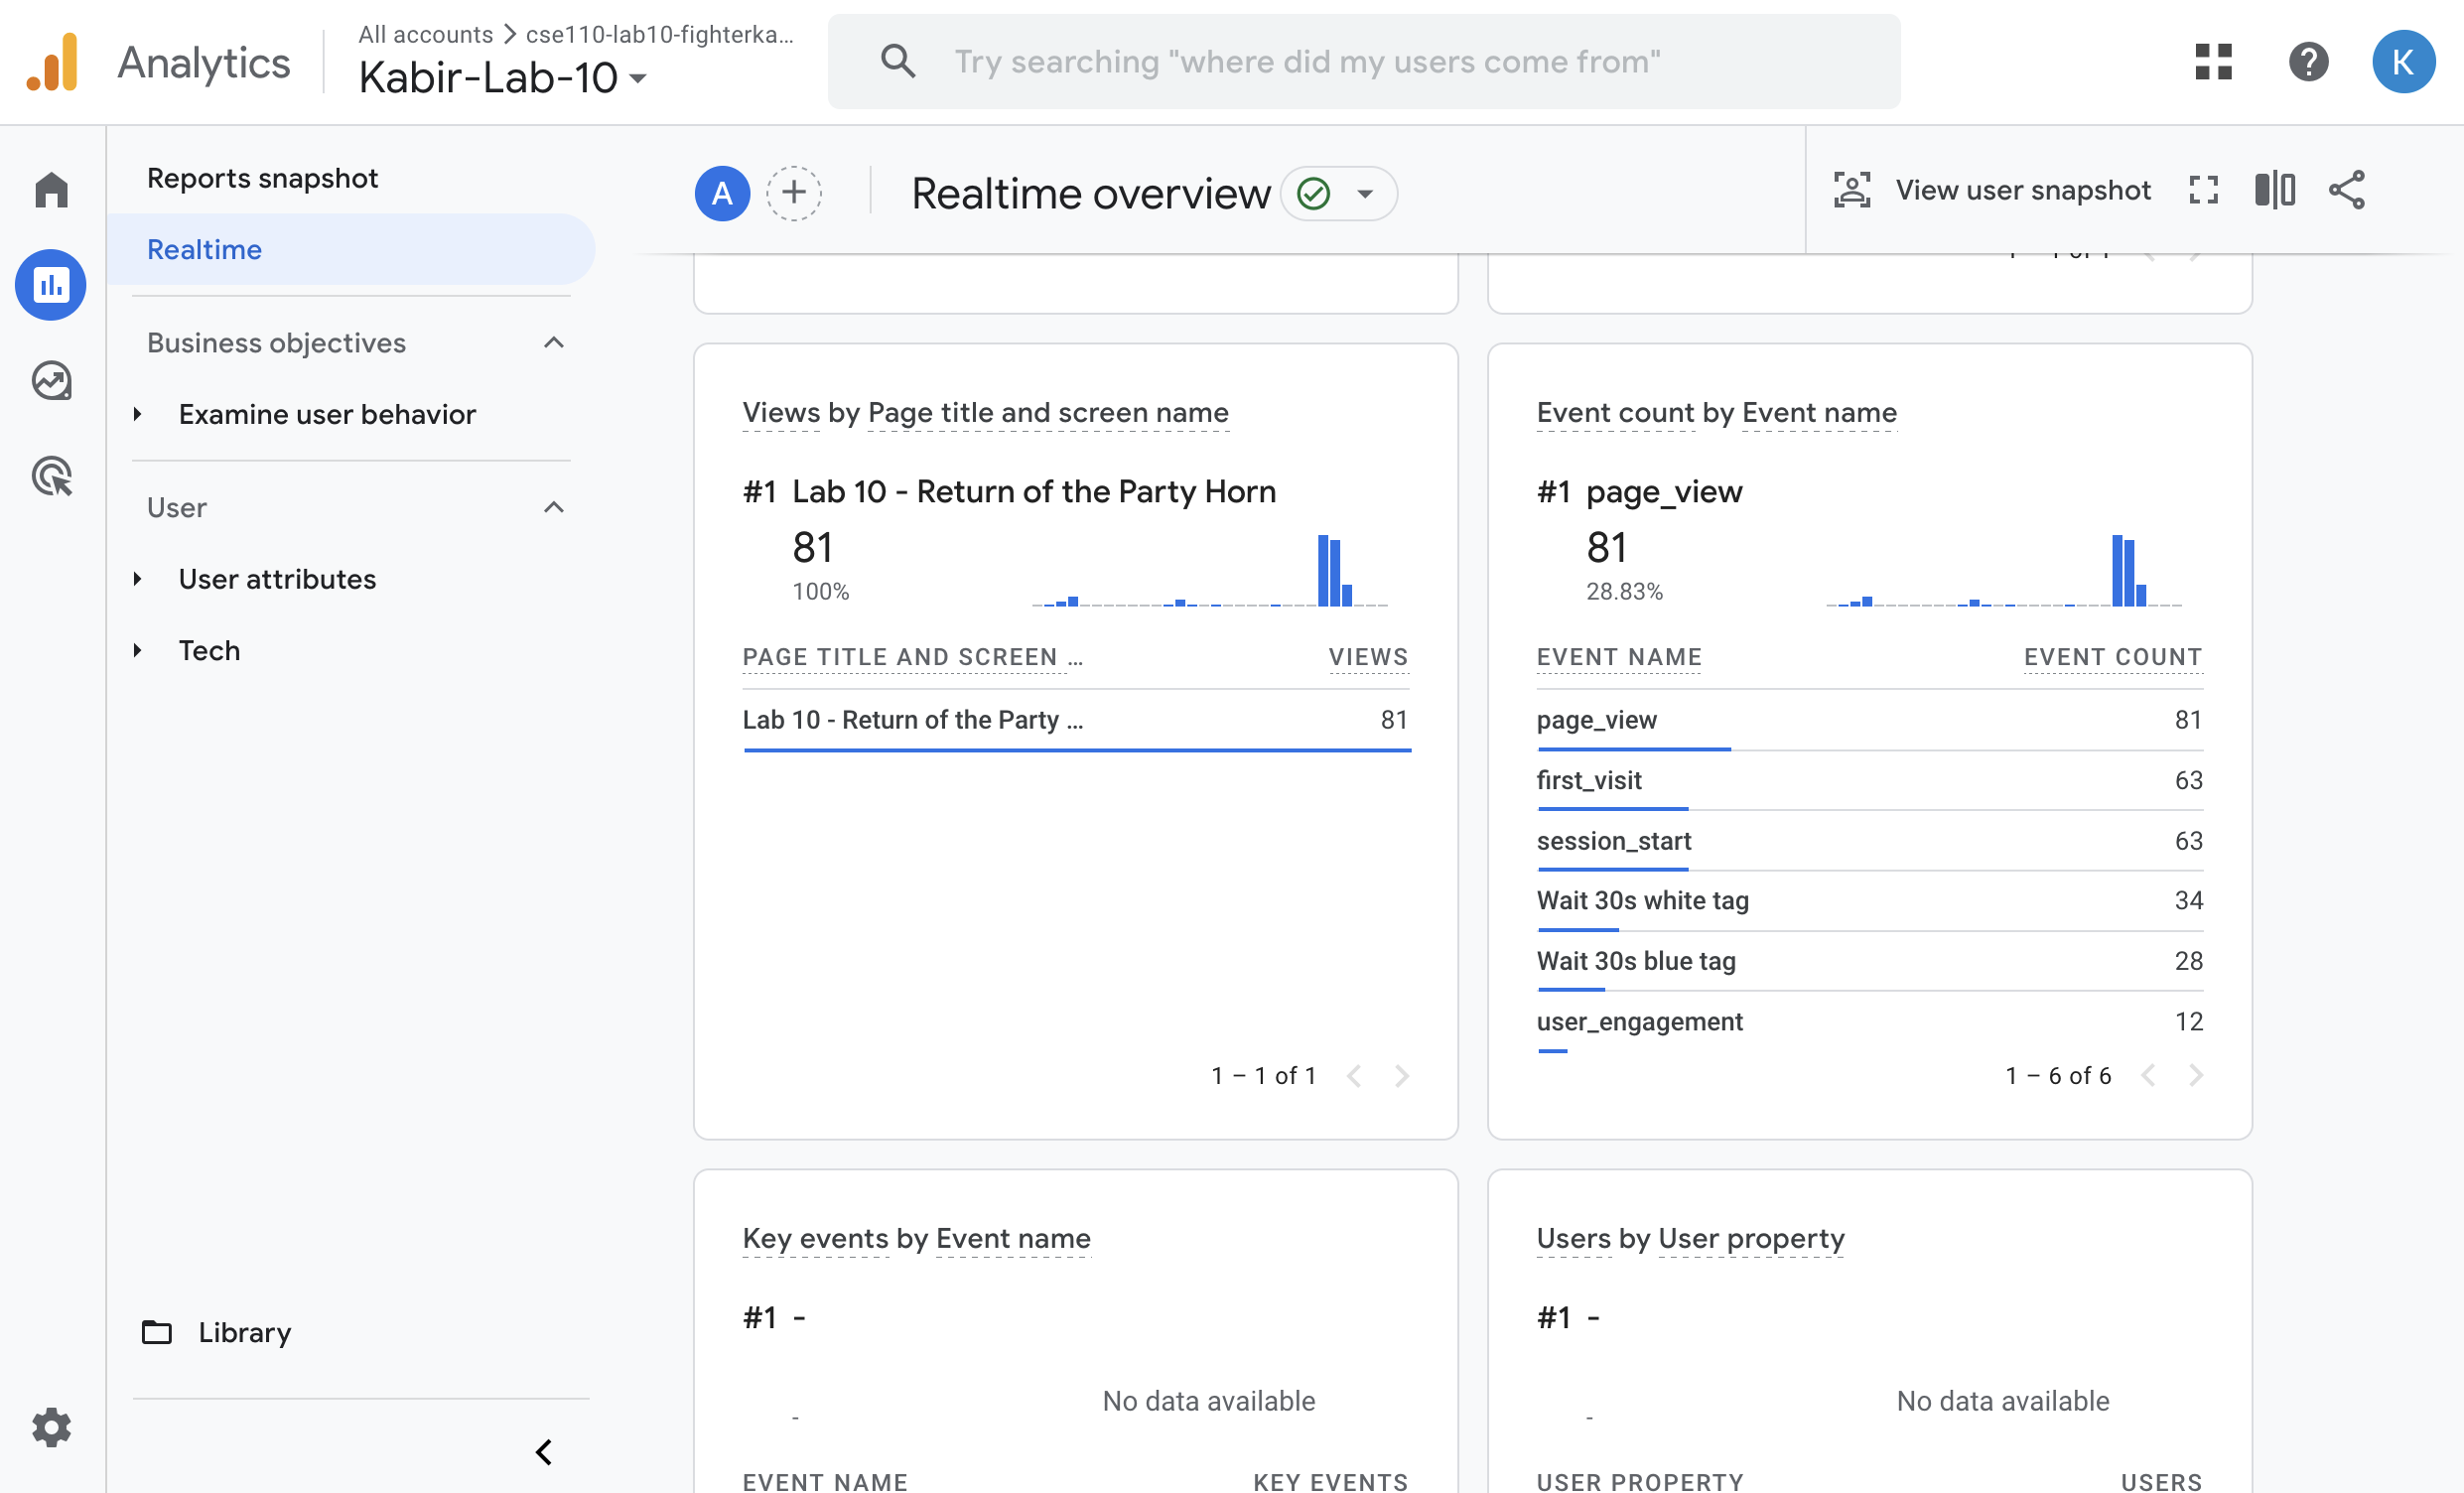 Analytics
All accounts > cse110-lab10-fighterka...
Kabir-Lab-10
Try searching "where did my users come from"
K
Reports snapshot
Realtime
Business objectives
Examine user behavior
User
User attributes
Tech
Library
A
Realtime overview
View user snapshot
Views by Page title and screen name
#1 Lab 10 - Return of the Party Horn
81
100%
PAGE TITLE AND SCREEN ... VIEWS
Lab 10 - Return of the Party ... 81
1 – 1 of 1
Event count by Event name
#1 page_view
81
28.83%
EVENT NAME EVENT COUNT
page_view 81
first_visit 63
session_start 63
Wait 30s white tag 34
Wait 30s blue tag 28
user_engagement 12
1 – 6 of 6
Key events by Event name
#1 -
-
No data available
EVENT NAME KEY EVENTS
Users by User property
#1 -
-
No data available
USER PROPERTY USERS